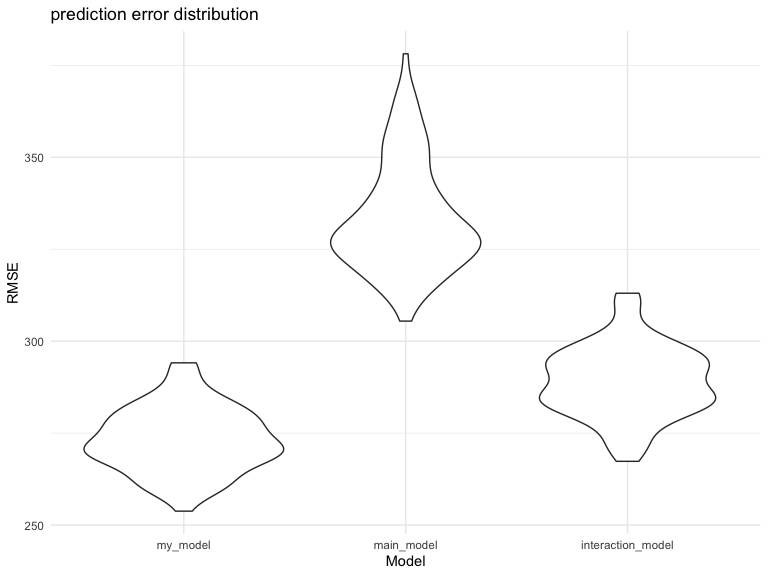 prediction error distribution
RMSE
350
300
250
my_model main_model interaction_model
Model